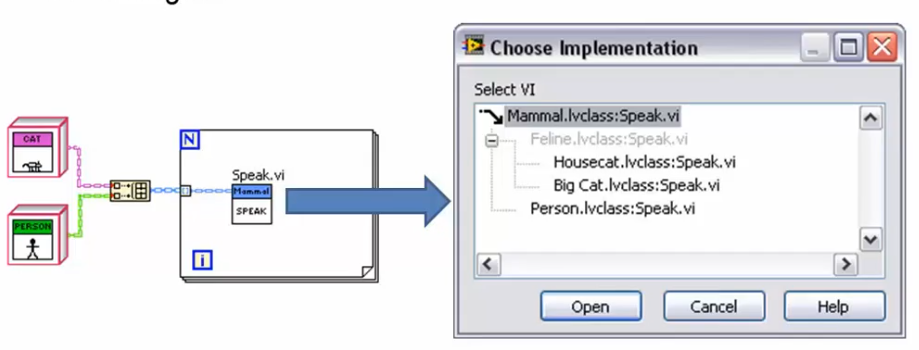 CAT
PERSON
N
Speak.vi
Mammal
SPEAK
i
Choose Implementation
Select VI
Mammal.lvclass:Speak.vi
Feline.lvclass:Speak.vi
Housecat.lvclass:Speak.vi
Big Cat.lvclass:Speak.vi
Person.lvclass:Speak.vi
Open
Cancel
Help